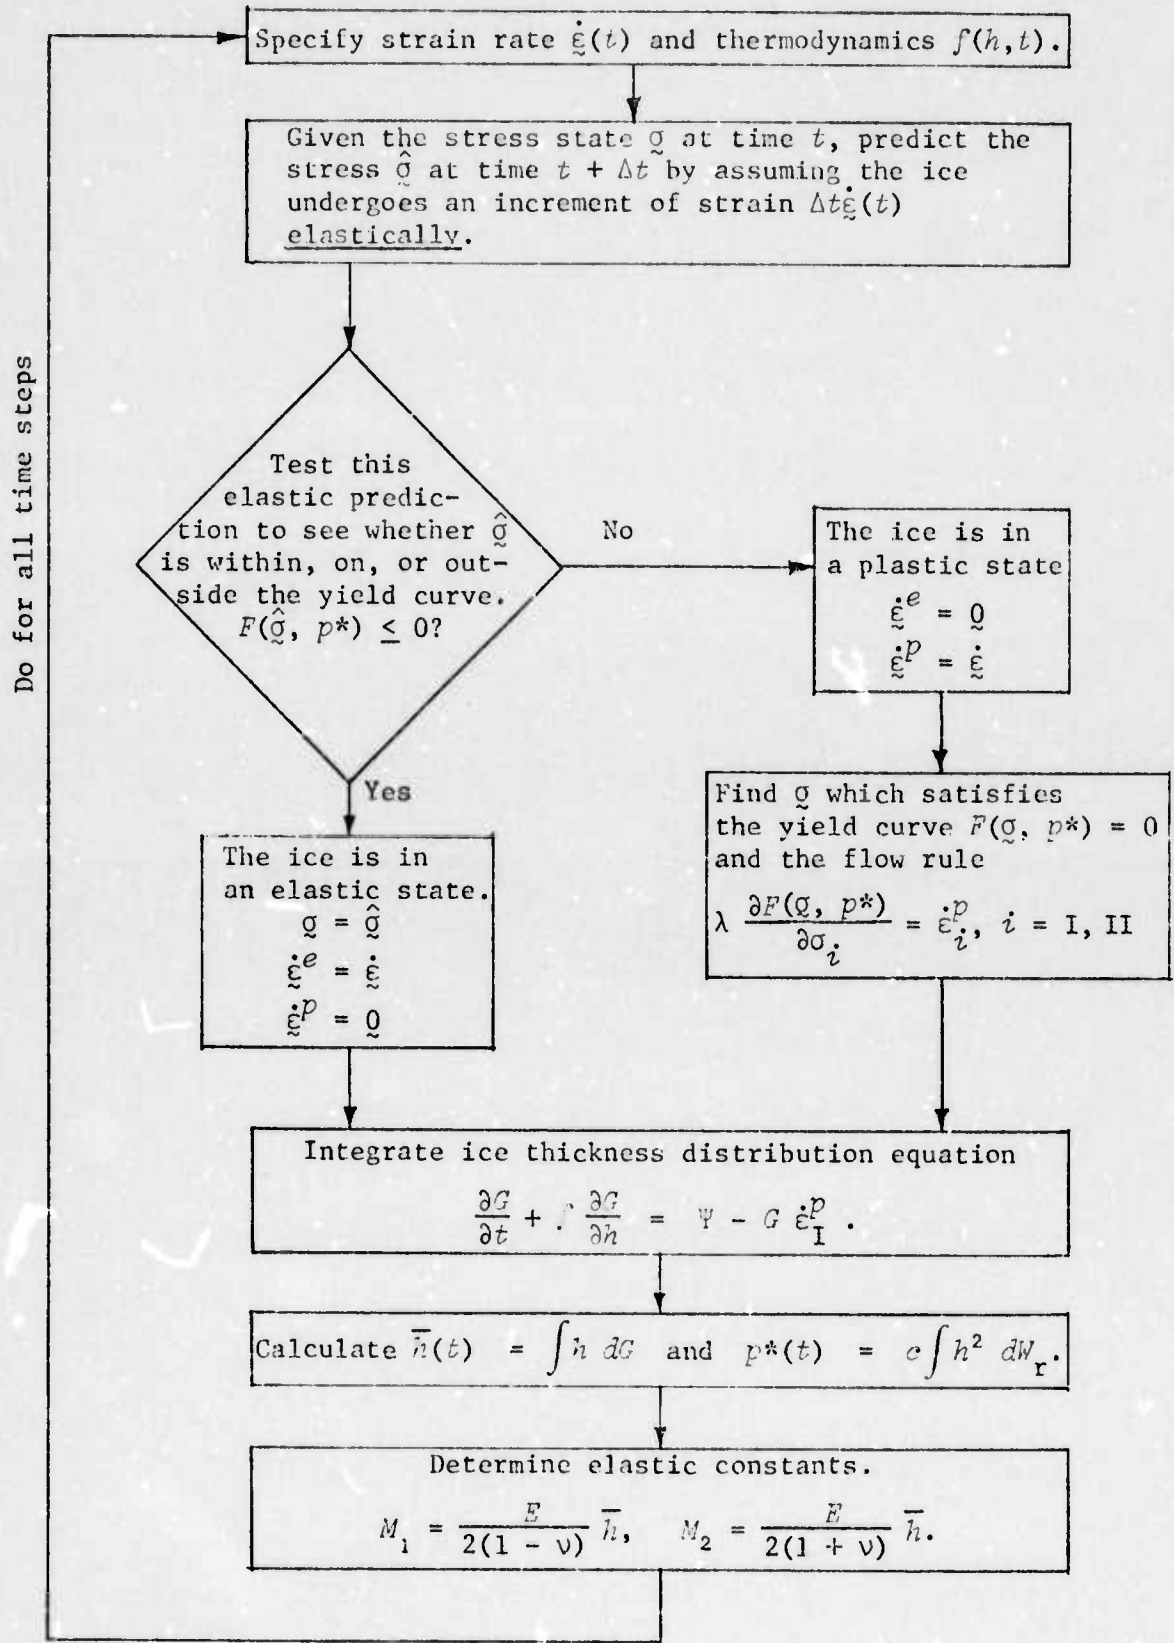 Specify strain rate ε̰̇(t) and thermodynamics f(h,t).
Given the stress state σ̰ at time t, predict the
stress σ̰̂ at time t + Δt by assuming the ice
undergoes an increment of strain Δtε̰̇(t)
elastically.
Do for all time steps
Test this
elastic predic-
tion to see whether σ̰̂
is within, on, or out-
side the yield curve.
F(σ̰̂, p*) ≤ 0?
No
The ice is in
a plastic state
ε̰̇^e = 0̰
ε̰̇^p = ε̰̇
Yes
Find σ̰ which satisfies
the yield curve F(σ̰, p*) = 0
and the flow rule
λ ∂F(σ̰, p*)/∂σ_i = ε̇_i^p, i = I, II
The ice is in
an elastic state.
σ̰ = σ̰̂
ε̰̇^e = ε̰̇
ε̰̇^p = 0̰
Integrate ice thickness distribution equation
∂G/∂t + f ∂G/∂h = Ψ - G ε̇_I^p .
Calculate h̅(t) = ∫h dG and p*(t) = c∫h² dW_r.
Determine elastic constants.
M₁ = E/2(1 - ν) h̅, M₂ = E/2(1 + ν) h̅.